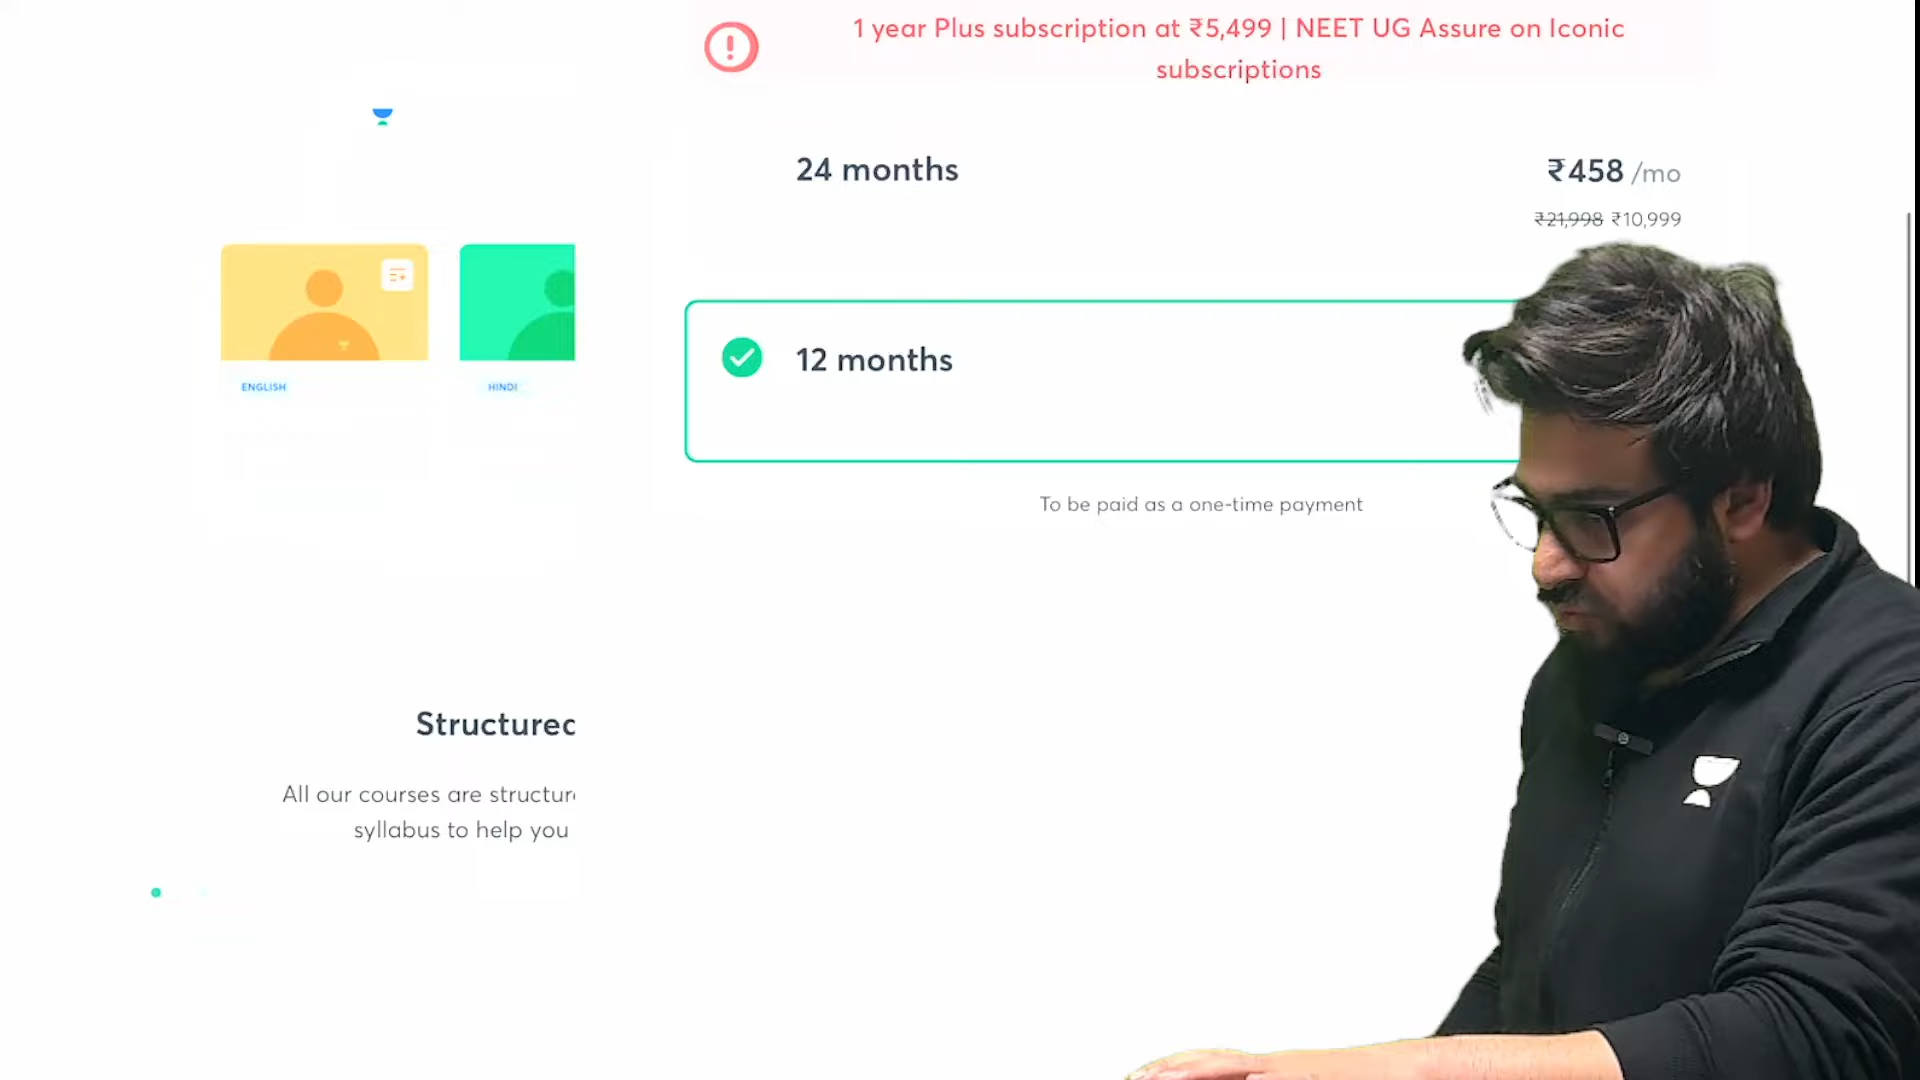 1 year Plus subscription at ₹5,499 | NEET UG Assure on Iconic
subscriptions
24 months
₹458 /mo
₹21,998 ₹10,999
12 months
To be paid as a one-time payment
ENGLISH
HINDI
Structured
All our courses are structur
syllabus to help you